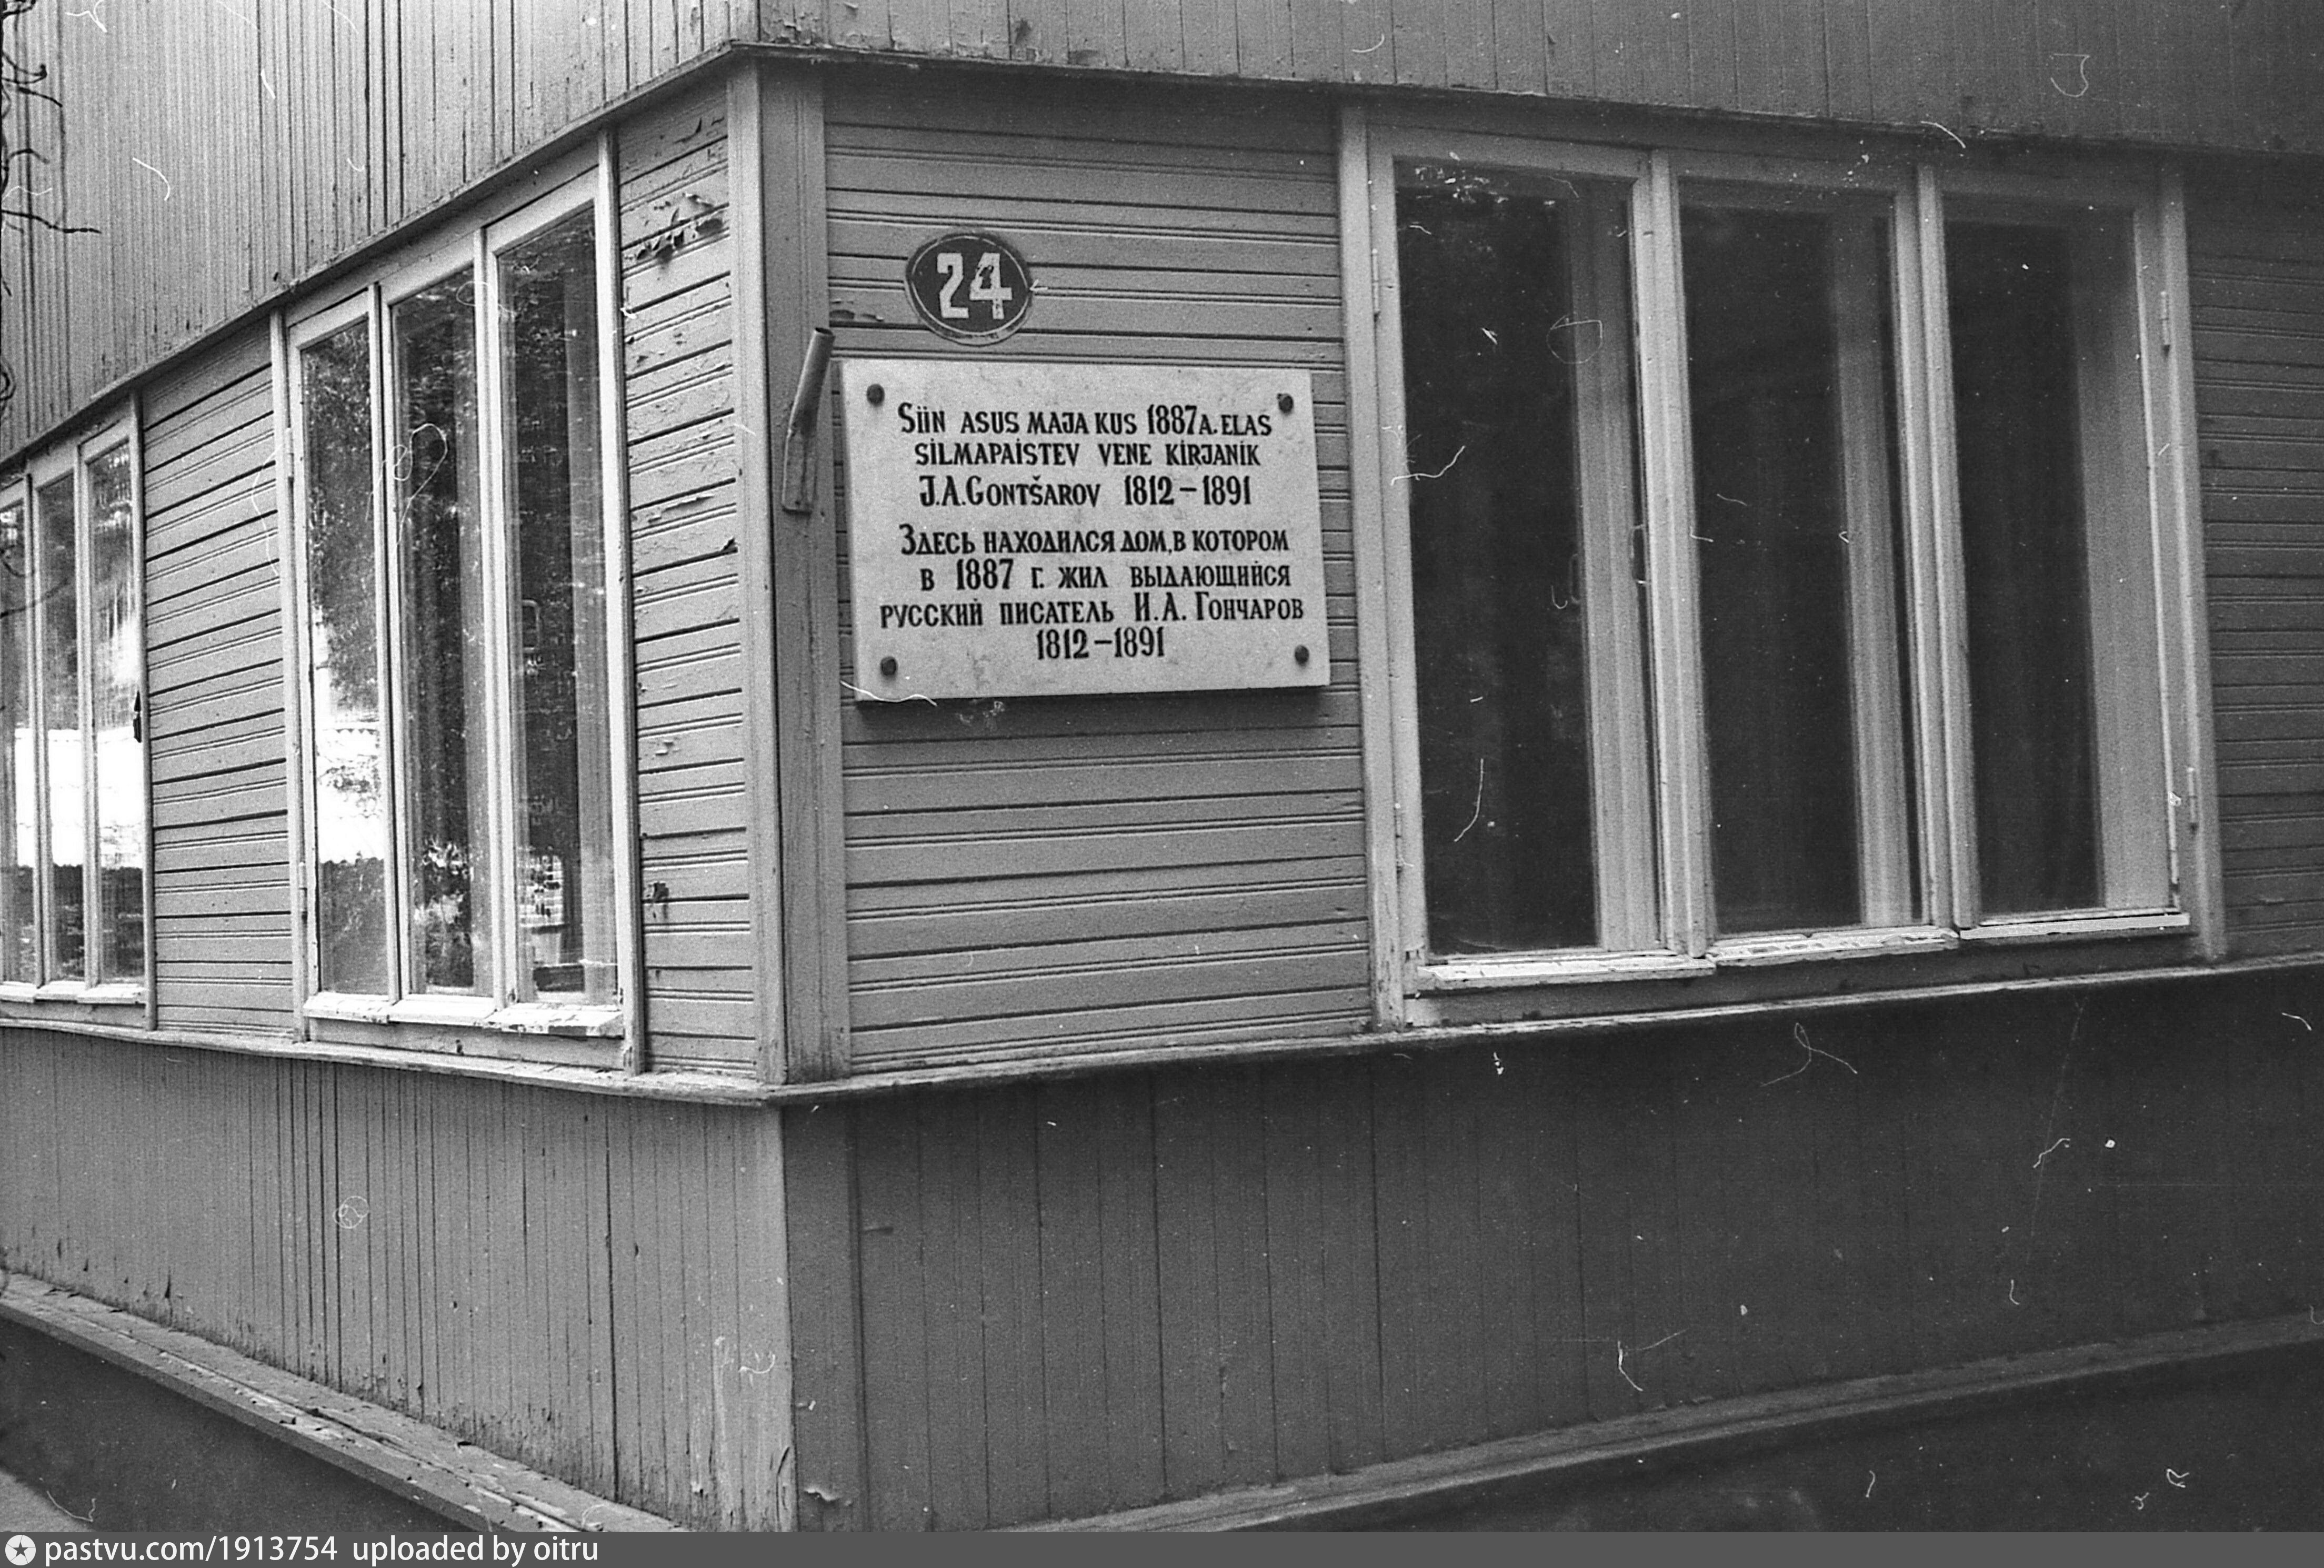 24
SIIN ASUS MAJA KUS 1887A. ELAS
SILMAPAISTEV VENE KIRJANIK
J.A.GONTŠAROV 1812–1891
ЗДЕСЬ НАХОДИЛСЯ ДОМ, В КОТОРОМ
В 1887 Г. ЖИЛ ВЫДАЮЩИЙСЯ
РУССКИЙ ПИСАТЕЛЬ И.А. ГОНЧАРОВ
1812–1891
pastvu.com/1913754 uploaded by oitru